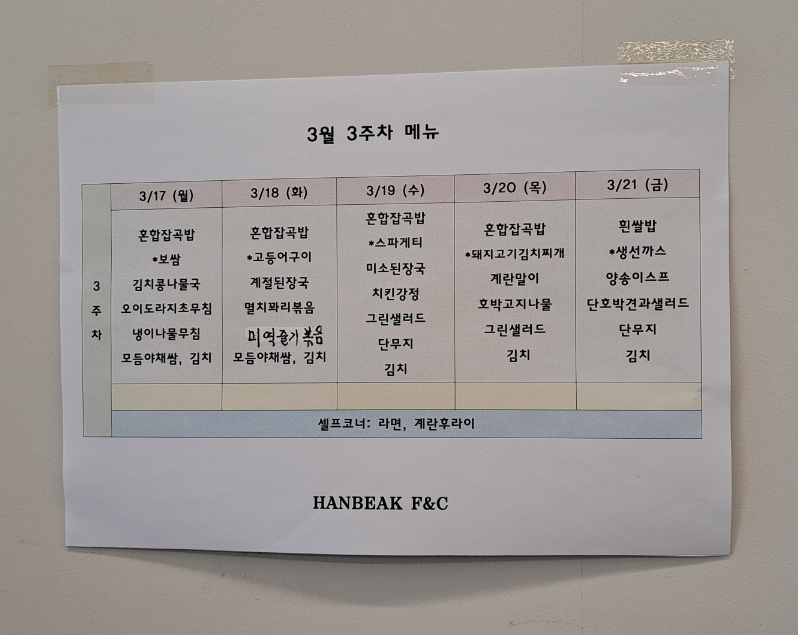 3월 3주차 메뉴
3/17 (월) 3/18 (화) 3/19 (수) 3/20 (목) 3/21 (금)
3주차
혼합잡곡밥
*보쌈
김치콩나물국
오이도라지초무침
냉이나물무침
모듬야채쌈, 김치
혼합잡곡밥
*고등어구이
계절된장국
멸치꽈리볶음
미역줄기볶음
모듬야채쌈, 김치
혼합잡곡밥
*스파게티
미소된장국
치킨강정
그린샐러드
단무지
김치
혼합잡곡밥
*돼지고기김치찌개
계란말이
호박고지나물
그린샐러드
김치
흰쌀밥
*생선까스
양송이스프
단호박견과샐러드
단무지
김치
셀프코너: 라면, 계란후라이
HANBEAK F&C